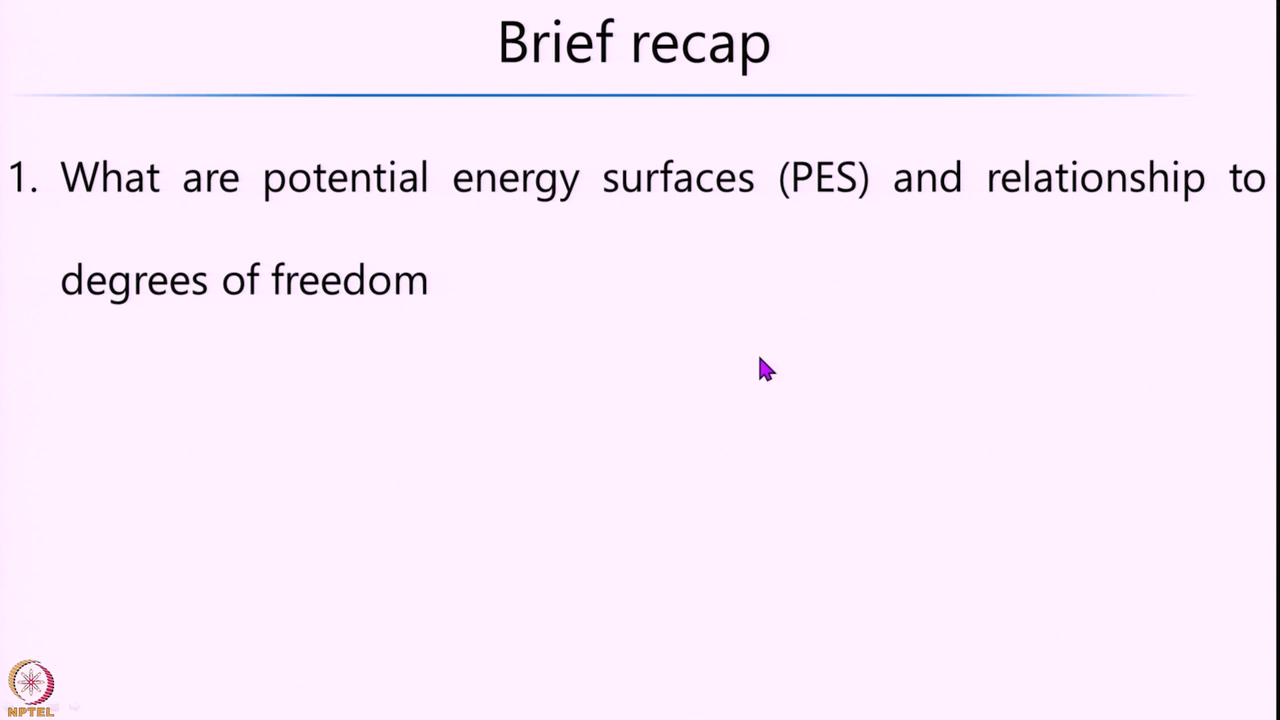 Brief recap
1. What are potential energy surfaces (PES) and relationship to
degrees of freedom
NPTEL